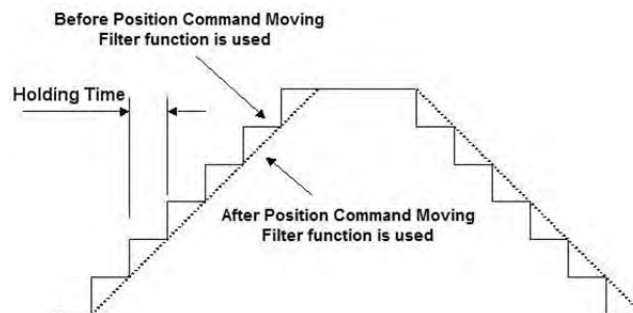 Before Position Command Moving
Filter function is used
Holding Time
After Position Command Moving
Filter function is used